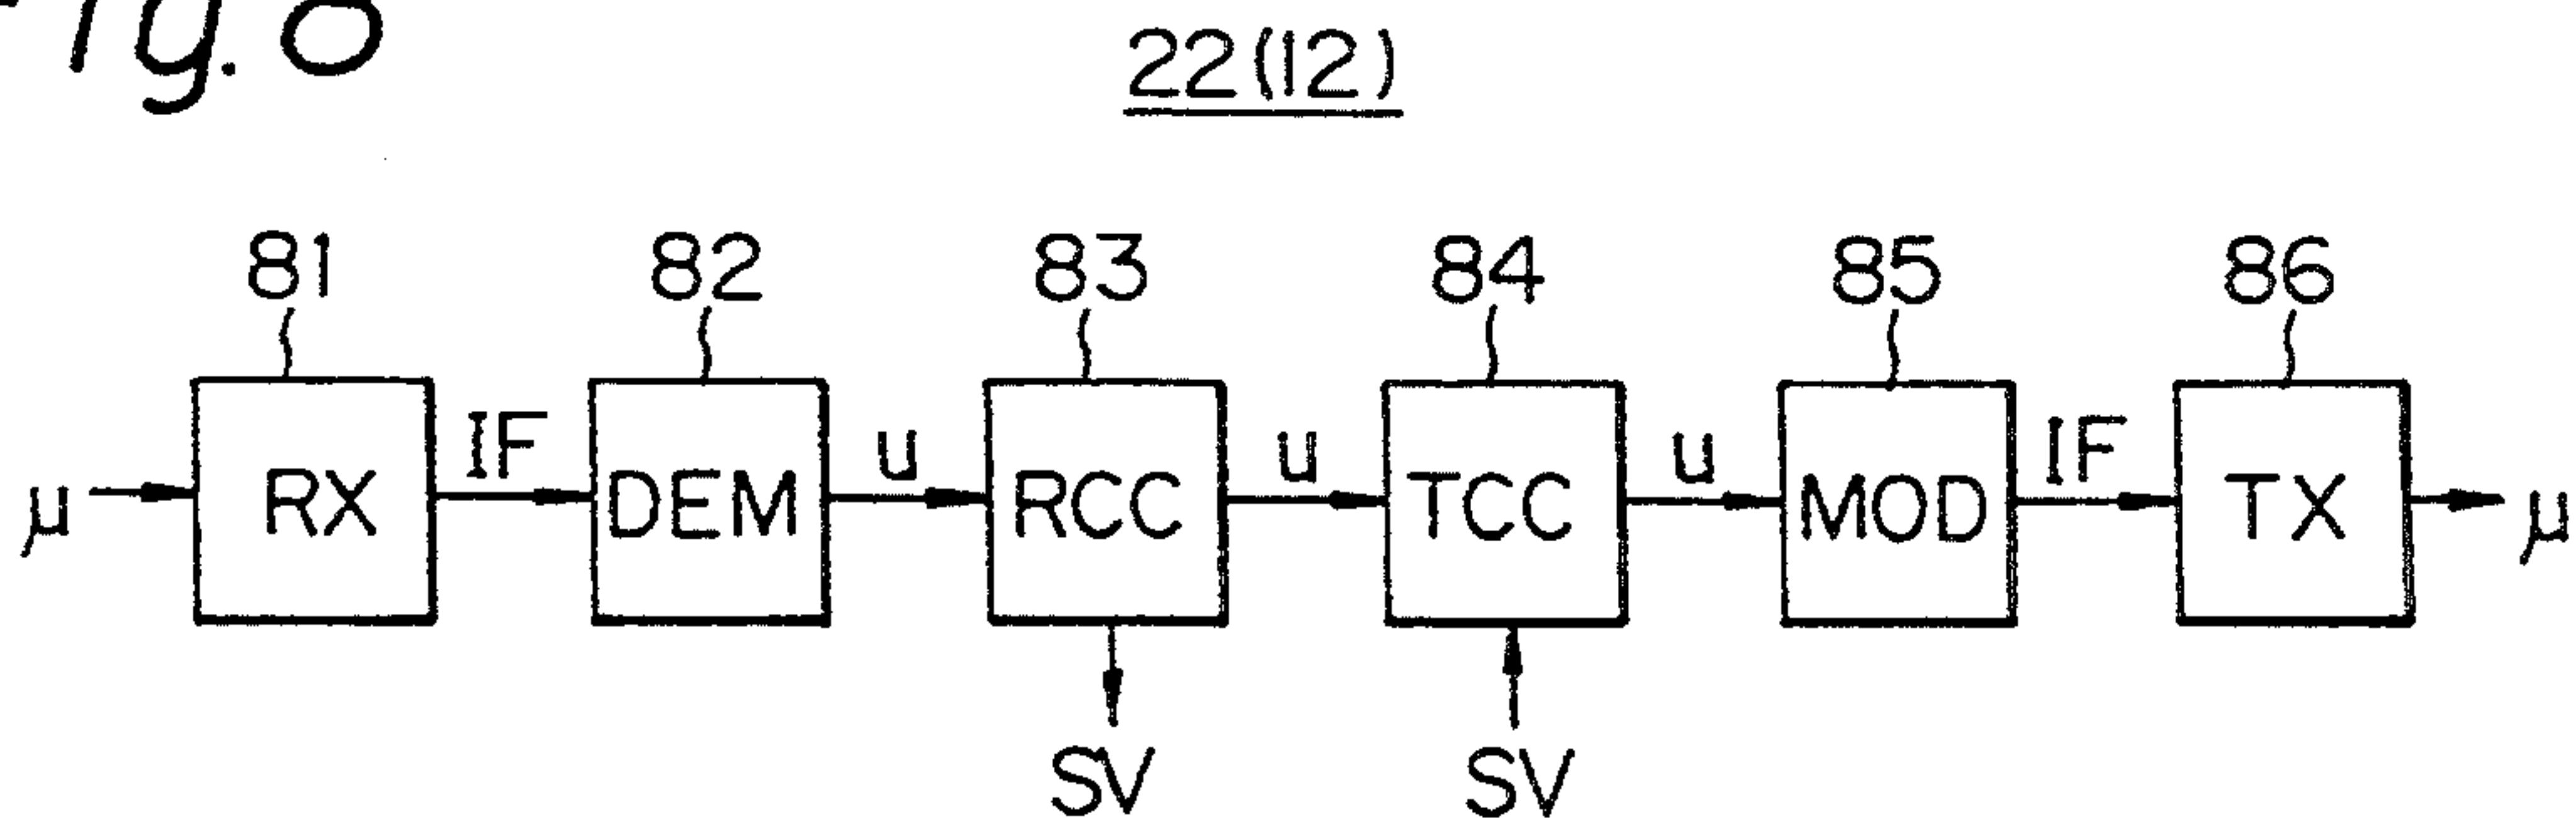 Fig. 8
22(12)
81 82 83 84 85 86
μ RX IF DEM u RCC u TCC u MOD IF TX μ
SV SV